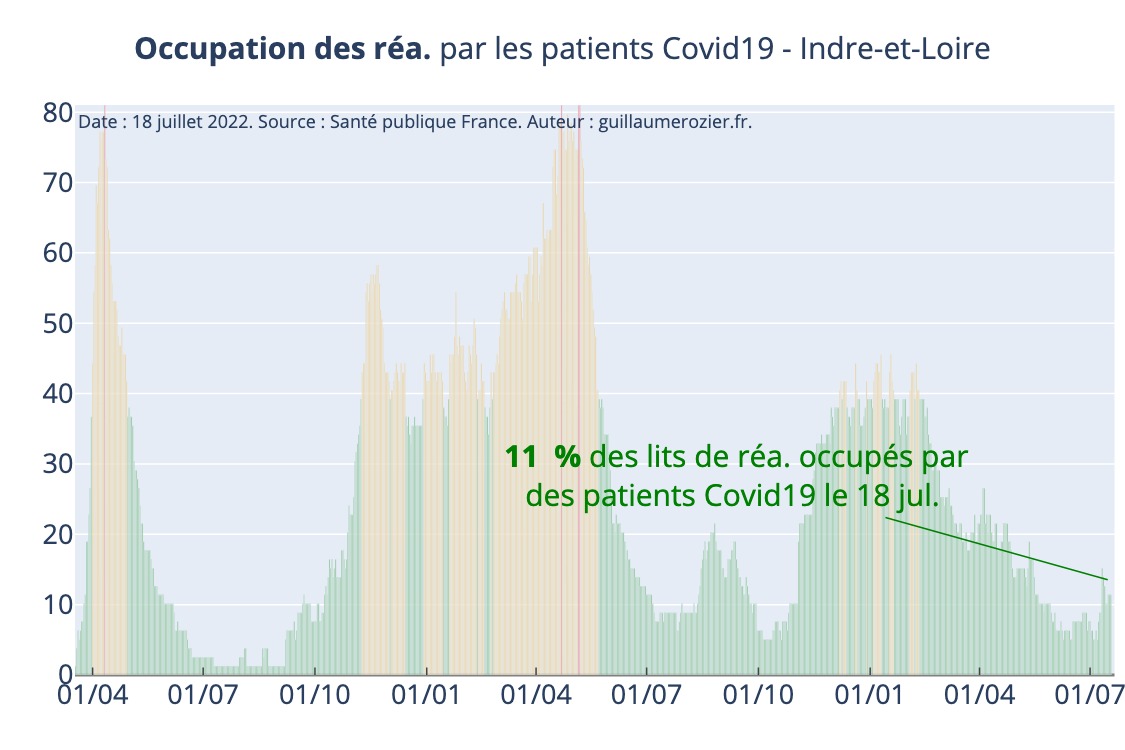 Occupation des réa. par les patients Covid19 - Indre-et-Loire
80
Date : 18 juillet 2022. Source : Santé publique France. Auteur : guillaumerozier.fr.
70
60
50
40
30
11 % des lits de réa. occupés par
des patients Covid19 le 18 jul.
20
10
0
01/04 01/07 01/10 01/01 01/04 01/07 01/10 01/01 01/04 01/07